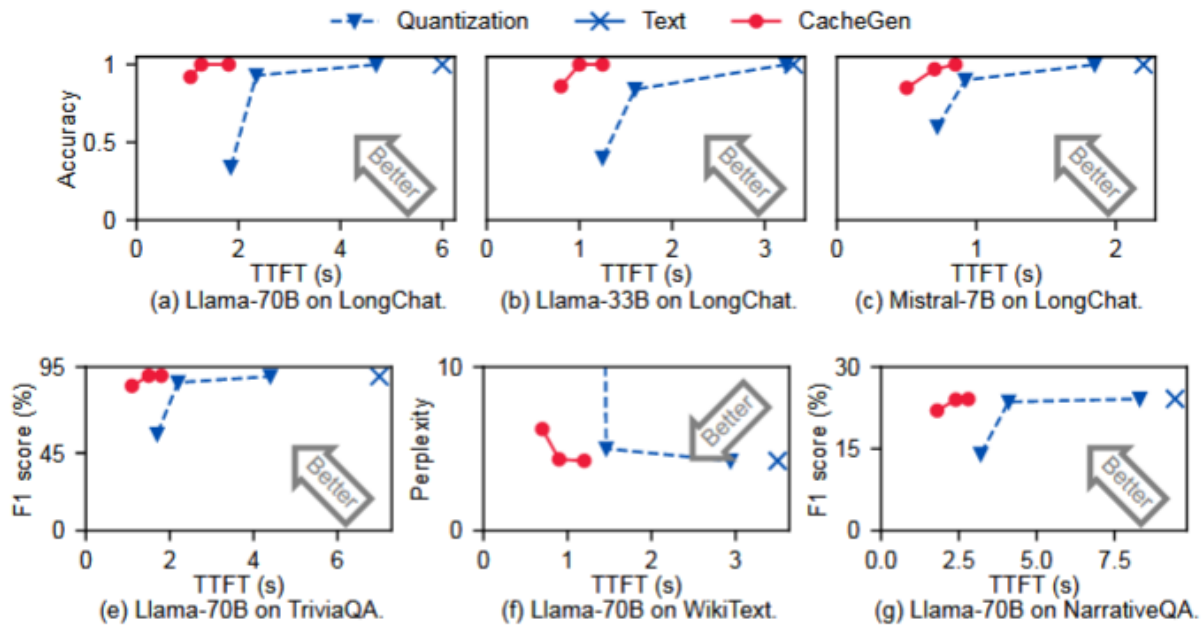 Quantization Text CacheGen
Accuracy
1
0.5
0
Better
0 2 4 6
TTFT (s)
(a) Llama-70B on LongChat.
Better
0 1 2 3
TTFT (s)
(b) Llama-33B on LongChat.
Better
0 1 2
TTFT (s)
(c) Mistral-7B on LongChat.
F1 score (%)
95
45
0
Better
0 2 4 6
TTFT (s)
(e) Llama-70B on TriviaQA.
Perplexity
10
0
Better
0 1 2 3
TTFT (s)
(f) Llama-70B on WikiText.
F1 score (%)
30
15
0
Better
0.0 2.5 5.0 7.5
TTFT (s)
(g) Llama-70B on NarrativeQA.